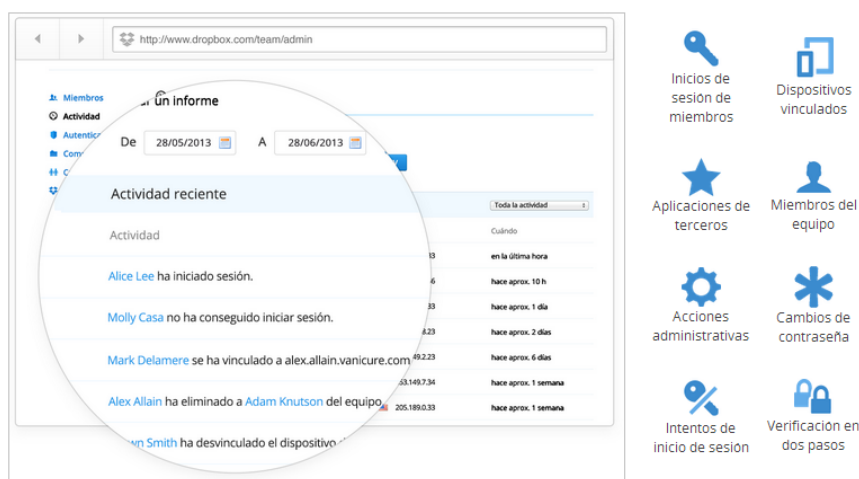 http://www.dropbox.com/team/admin
Miembros
Actividad
un informe
De 28/05/2013 A 28/06/2013
Actividad reciente
Toda la actividad
Actividad
Cuándo
Alice Lee ha iniciado sesión.
en la última hora
Molly Casa no ha conseguido iniciar sesión.
hace aprox. 10 h
Mark Delamere se ha vinculado a alex.allain.vanicure.com
hace aprox. 1 día
Alex Allain ha eliminado a Adam Knutson del equipo.
hace aprox. 2 días
Smith ha desvinculado el dispositivo
hace aprox. 6 días
53.149.7.34 hace aprox. 1 semana
205.189.0.33 hace aprox. 1 semana
Inicios de
sesión de
miembros
Dispositivos
vinculados
Aplicaciones de
terceros
Miembros del
equipo
Acciones
administrativas
Cambios de
contraseña
Intentos de
inicio de sesión
Verificación en
dos pasos